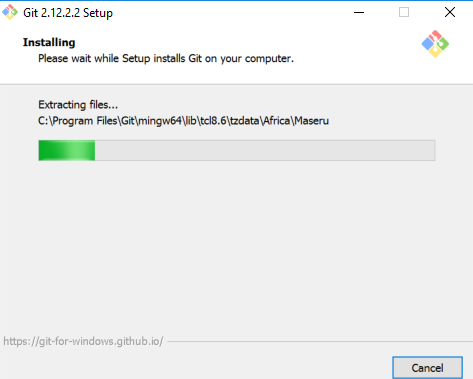 Git 2.12.2.2 Setup
Installing
Please wait while Setup installs Git on your computer.
Extracting files...
C:\Program Files\Git\mingw64\lib\tcl8.6\tzdata\Africa\Maseru
https://git-for-windows.github.io/
Cancel